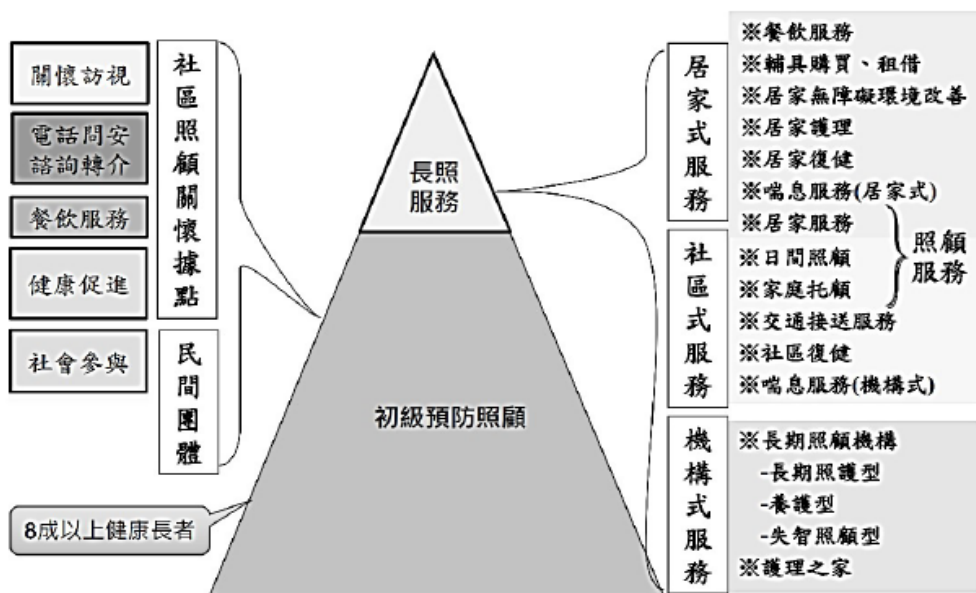 關懷訪視
電話問安
諮詢轉介
餐飲服務
健康促進
社會參與
社區照顧關懷據點
民間團體
8成以上健康長者
長照
服務
初級預防照顧
居家式服務
※餐飲服務
※輔具購買、租借
※居家無障礙環境改善
※居家護理
※居家復健
※喘息服務(居家式)
※居家服務
社區式服務
※日間照顧
※家庭托顧
※交通接送服務
※社區復健
※喘息服務(機構式)
照顧
服務
機構式服務
※長期照顧機構
-長期照護型
-養護型
-失智照顧型
※護理之家